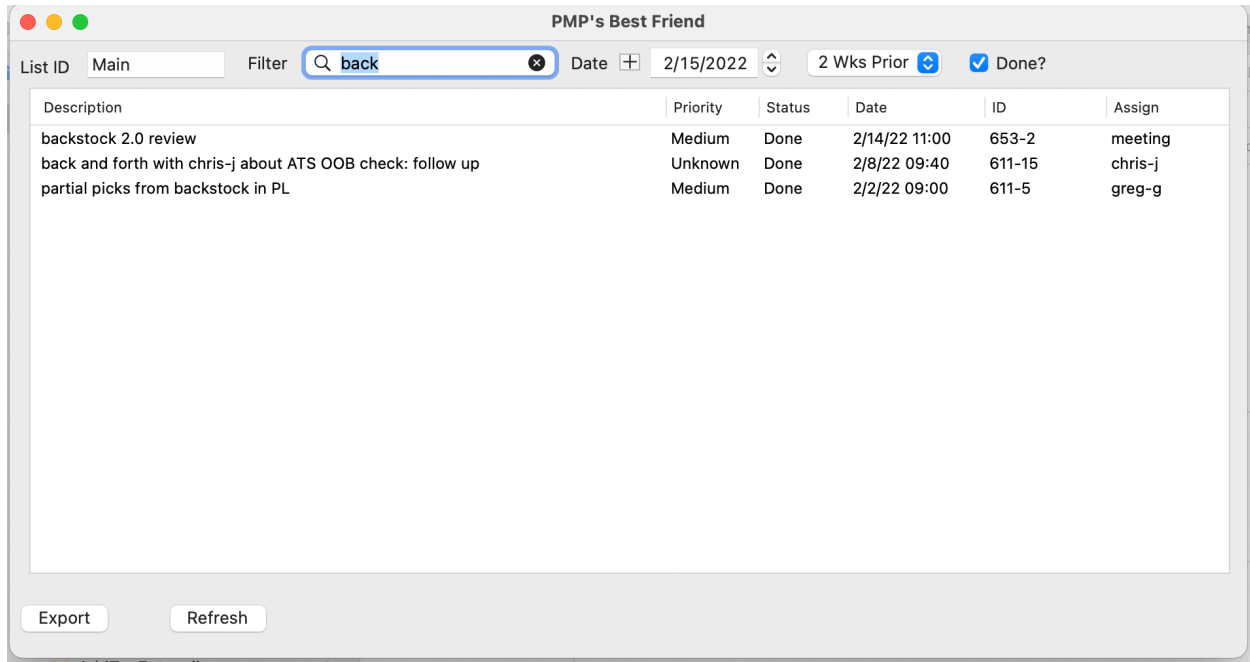 PMP's Best Friend
List ID Main Filter back Date 2/15/2022 2 Wks Prior Done?
Description Priority Status Date ID Assign
backstock 2.0 review Medium Done 2/14/22 11:00 653-2 meeting
back and forth with chris-j about ATS OOB check: follow up Unknown Done 2/8/22 09:40 611-15 chris-j
partial picks from backstock in PL Medium Done 2/2/22 09:00 611-5 greg-g
Export Refresh